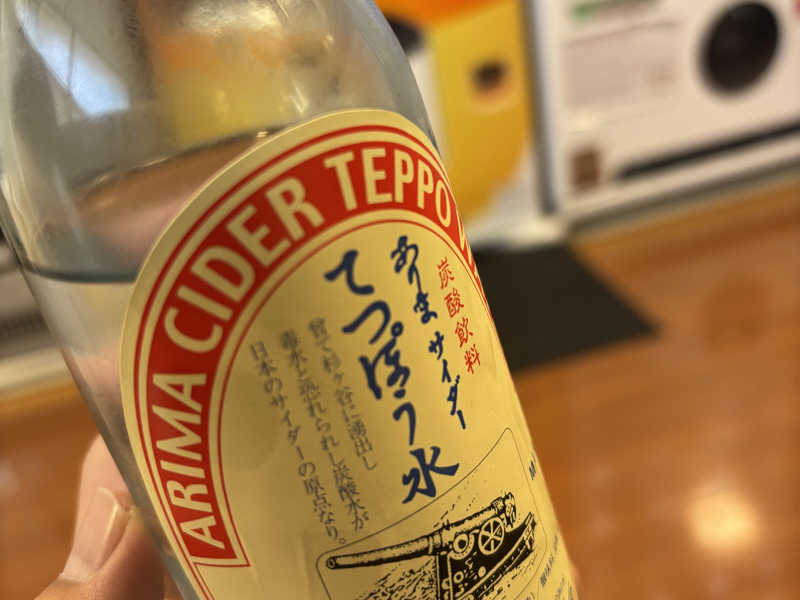 ARIMA CIDER TEPPO
炭酸飲料
ありまサイダー
てっぽう水
曾て杉ヶ谷に湧出し
毒水と恐れられし炭酸水が
日本のサイダーの原点なり。